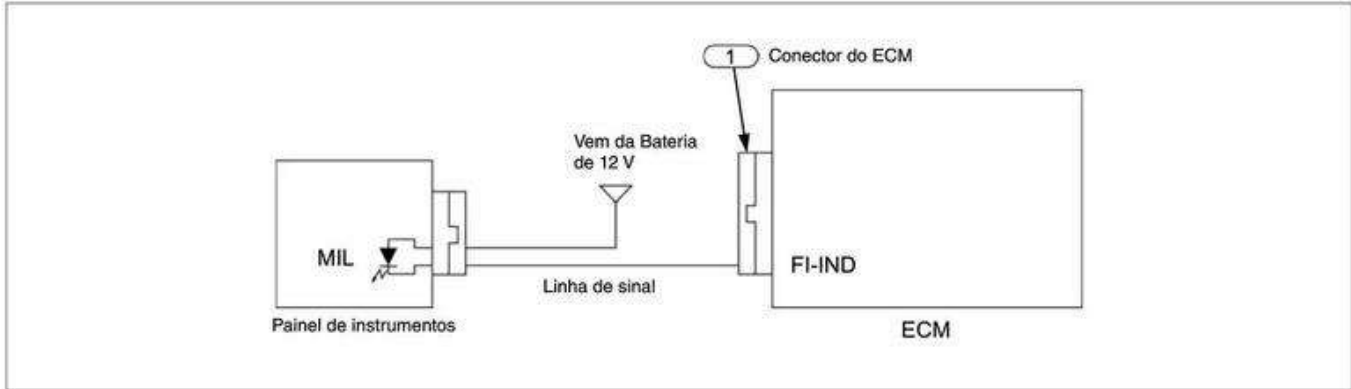 1
Conector do ECM
Vem da Bateria
de 12 V
MIL
FI-IND
Linha de sinal
Painel de instrumentos
ECM